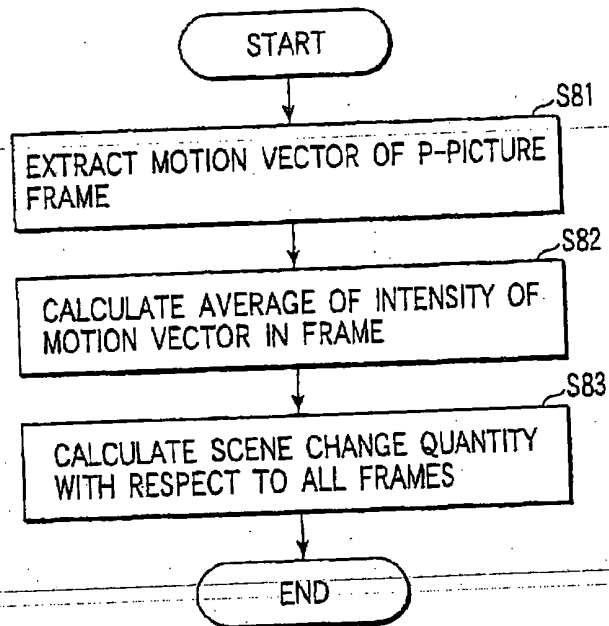 START
S81
EXTRACT MOTION VECTOR OF P-PICTURE
FRAME
S82
CALCULATE AVERAGE OF INTENSITY OF
MOTION VECTOR IN FRAME
S83
CALCULATE SCENE CHANGE QUANTITY
WITH RESPECT TO ALL FRAMES
END